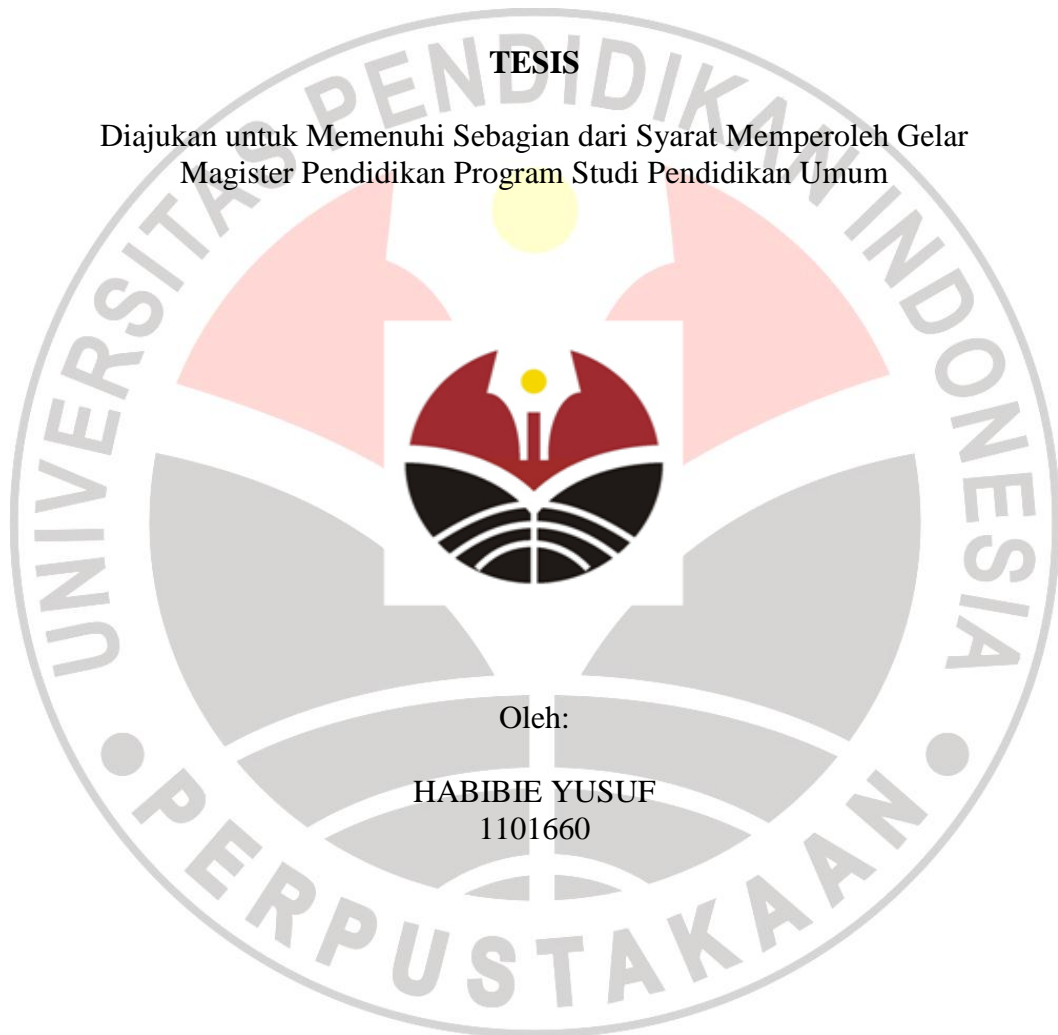 TESIS
Diajukan untuk Memenuhi Sebagian dari Syarat Memperoleh Gelar
Magister Pendidikan Program Studi Pendidikan Umum
UNIVERSITAS PENDIDIKAN INDONESIA
Oleh:
HABIBIE YUSUF
1101660
PERPUSTAKAAN